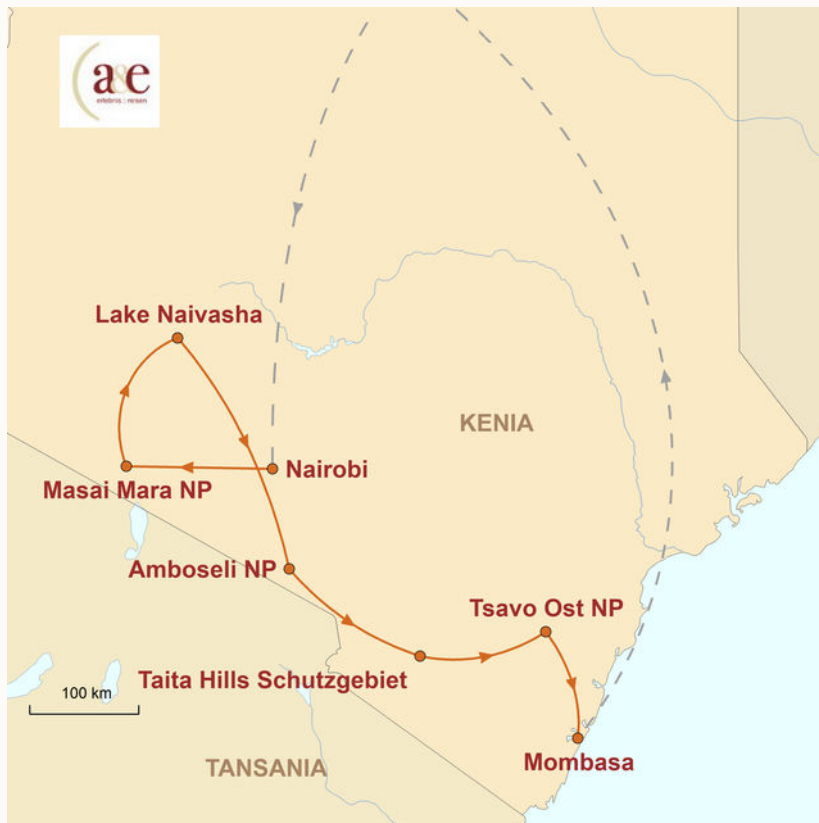 a&e
erlebnis : reisen
Lake Naivasha
KENIA
Nairobi
Masai Mara NP
Amboseli NP
Tsavo Ost NP
Taita Hills Schutzgebiet
100 km
Mombasa
TANSANIA